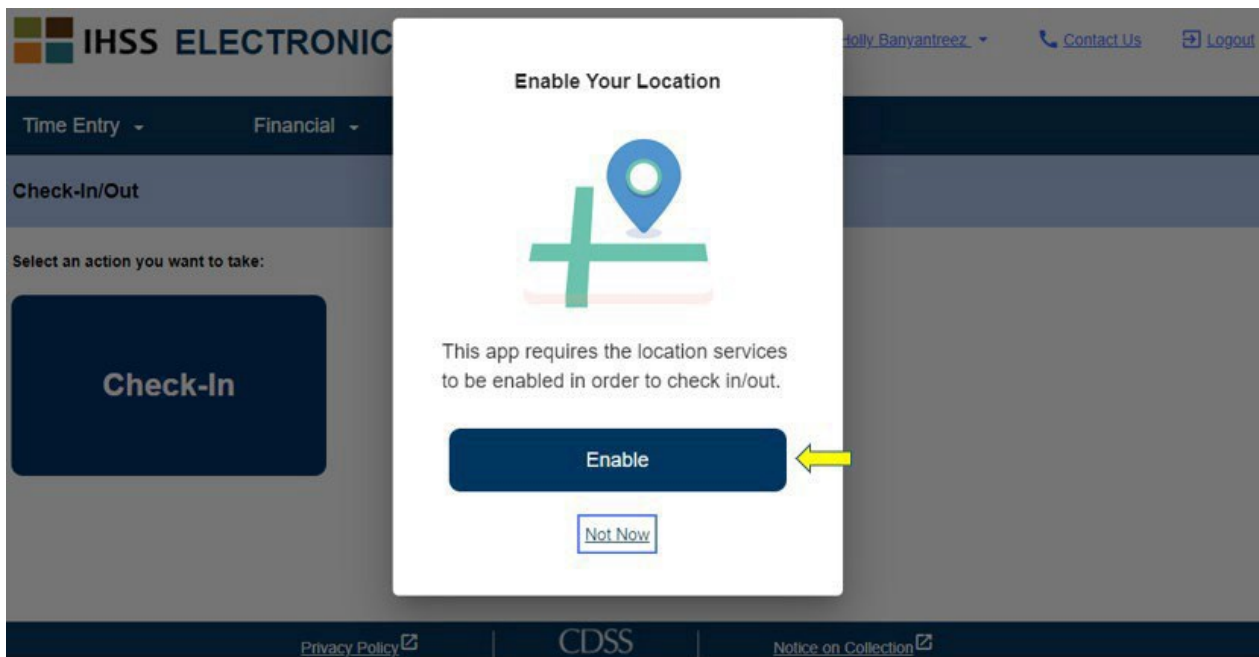 IHSS ELECTRONIC
Holly Banyantreez
Contact Us
Logout
Time Entry
Financial
Check-In/Out
Select an action you want to take:
Check-In
Enable Your Location
This app requires the location services
to be enabled in order to check in/out.
Enable
Not Now
Privacy Policy
CDSS
Notice on Collection